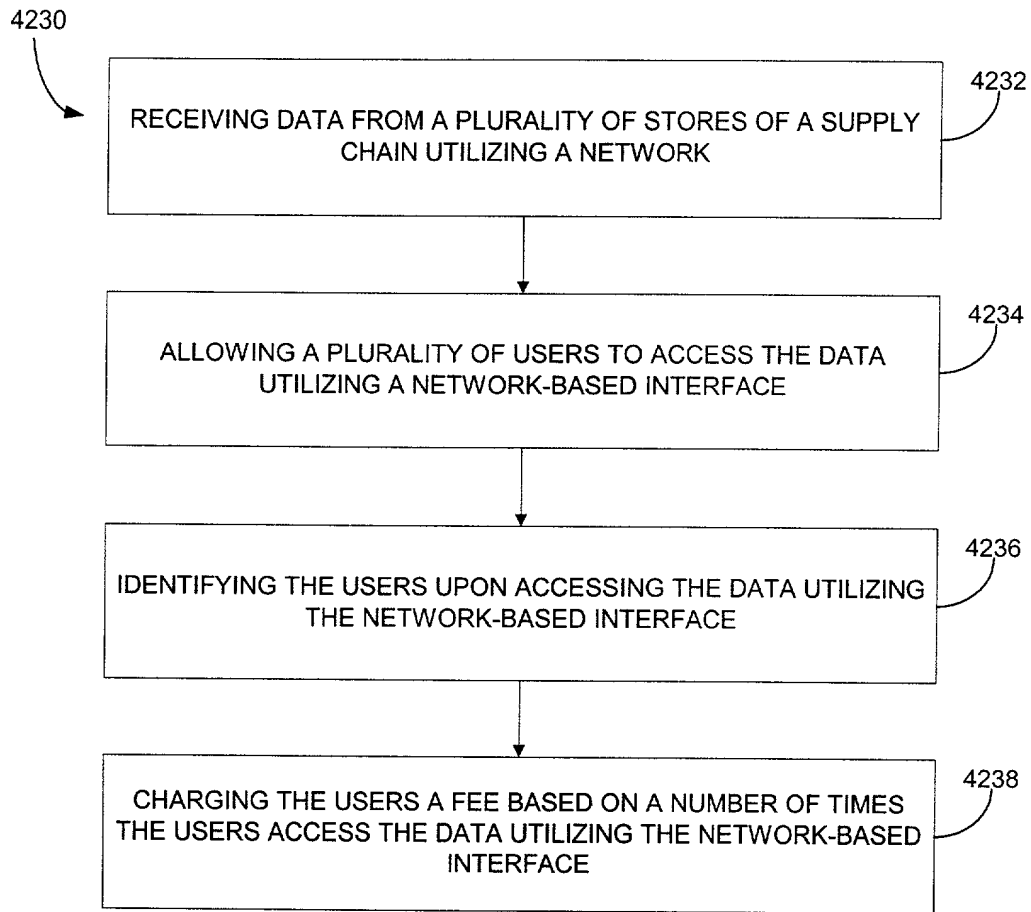 4230
4232
RECEIVING DATA FROM A PLURALITY OF STORES OF A SUPPLY
CHAIN UTILIZING A NETWORK
4234
ALLOWING A PLURALITY OF USERS TO ACCESS THE DATA
UTILIZING A NETWORK-BASED INTERFACE
4236
IDENTIFYING THE USERS UPON ACCESSING THE DATA UTILIZING
THE NETWORK-BASED INTERFACE
4238
CHARGING THE USERS A FEE BASED ON A NUMBER OF TIMES
THE USERS ACCESS THE DATA UTILIZING THE NETWORK-BASED
INTERFACE